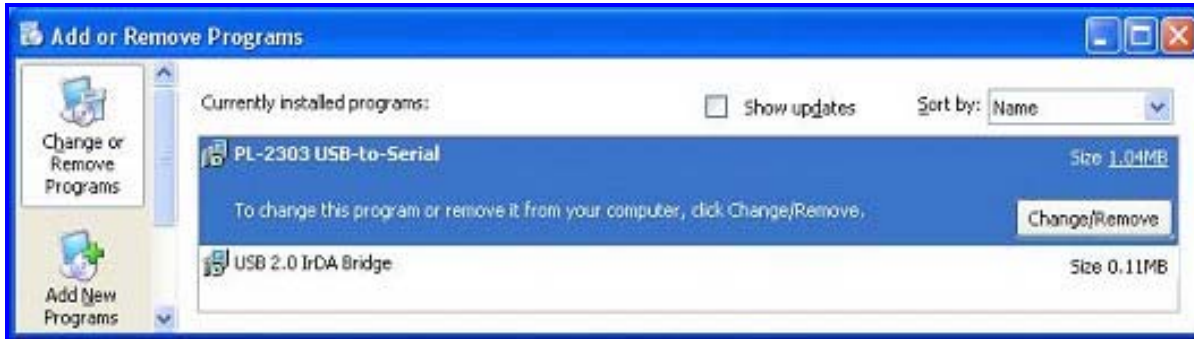 Add or Remove Programs
Change or
Remove
Programs
Add New
Programs
Currently installed programs:
Show updates
Sort by: Name
PL-2303 USB-to-Serial
Size 1.04MB
To change this program or remove it from your computer, click Change/Remove.
Change/Remove
USB 2.0 IrDA Bridge
Size 0.11MB